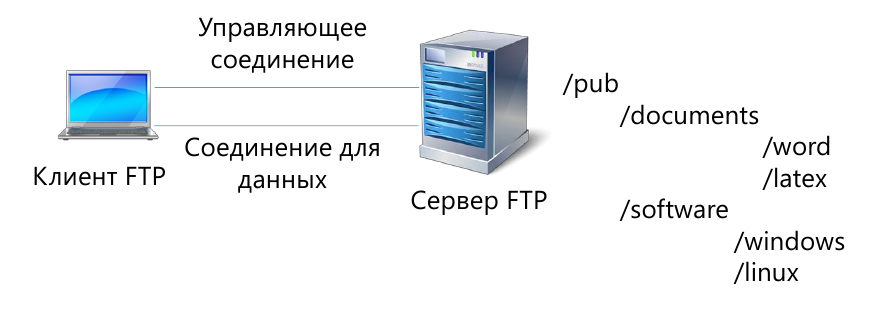 Управляющее
соединение
Соединение для
данных
Клиент FTP
Сервер FTP
/pub
/documents
/word
/latex
/software
/windows
/linux